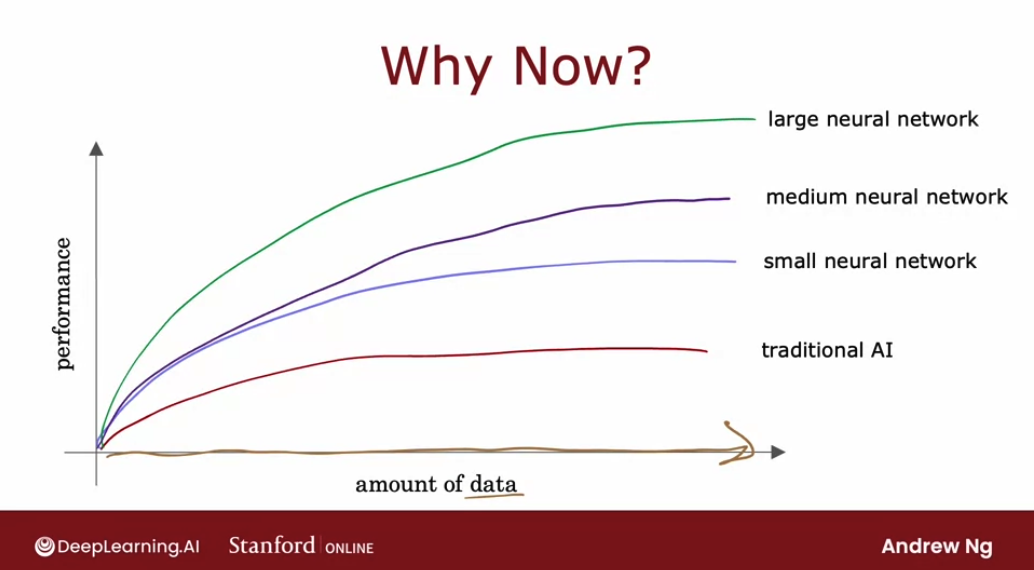 Why Now?
large neural network
medium neural network
small neural network
traditional AI
performance
amount of data
DeepLearning.AI
Stanford ONLINE
Andrew Ng